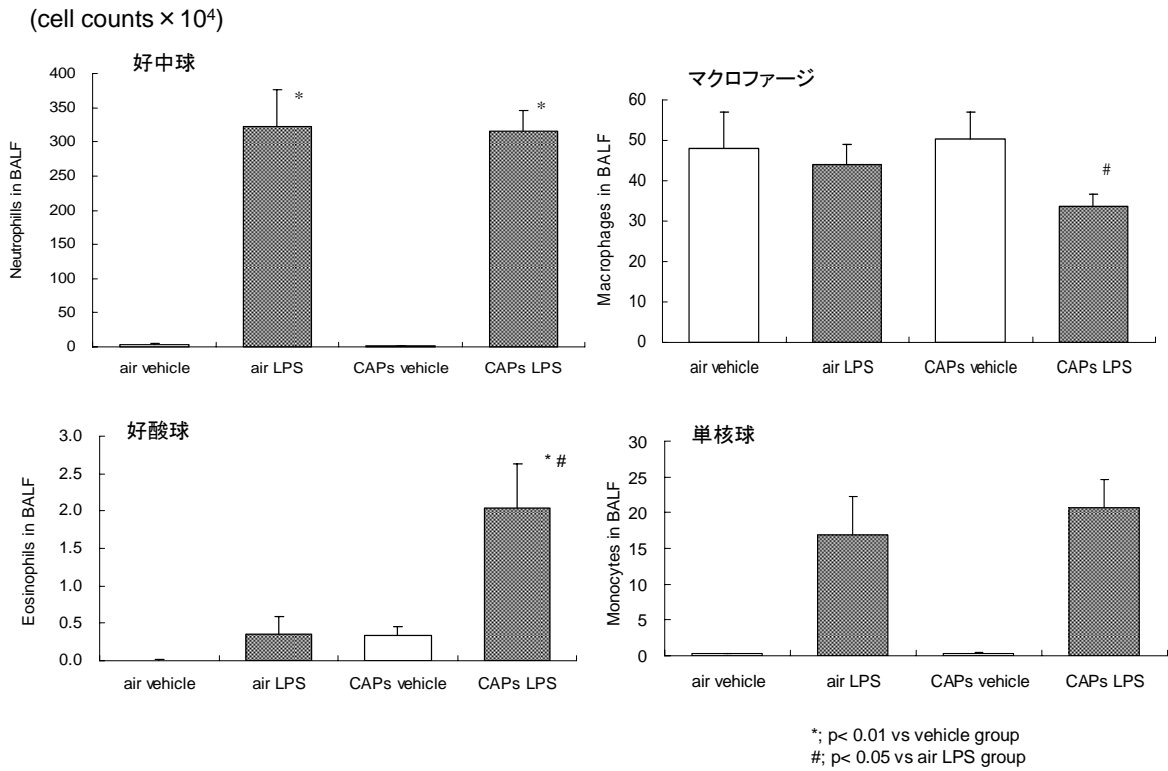 (cell counts × 10⁴)
好中球
Neutrophills in BALF
400
350
300
250
200
150
100
50
0
*
*
air vehicle air LPS CAPs vehicle CAPs LPS
マクロファージ
Macrophages in BALF
60
50
40
30
20
10
0
#
air vehicle air LPS CAPs vehicle CAPs LPS
好酸球
Eosinophils in BALF
3.0
2.5
2.0
1.5
1.0
0.5
0.0
* #
air vehicle air LPS CAPs vehicle CAPs LPS
単核球
Monocytes in BALF
30
25
20
15
10
5
0
air vehicle air LPS CAPs vehicle CAPs LPS
*; p< 0.01 vs vehicle group
#; p< 0.05 vs air LPS group